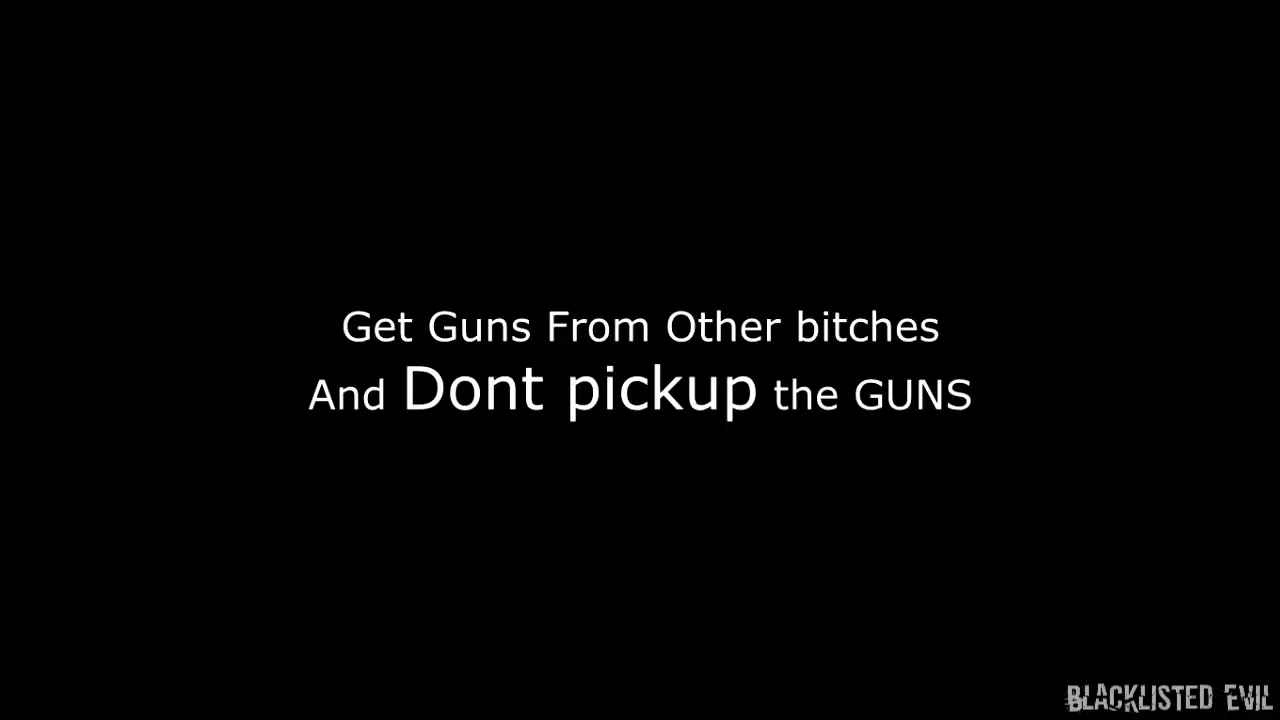 Get Guns From Other bitches
And Dont pickup the GUNS
BLACKLISTED EVIL